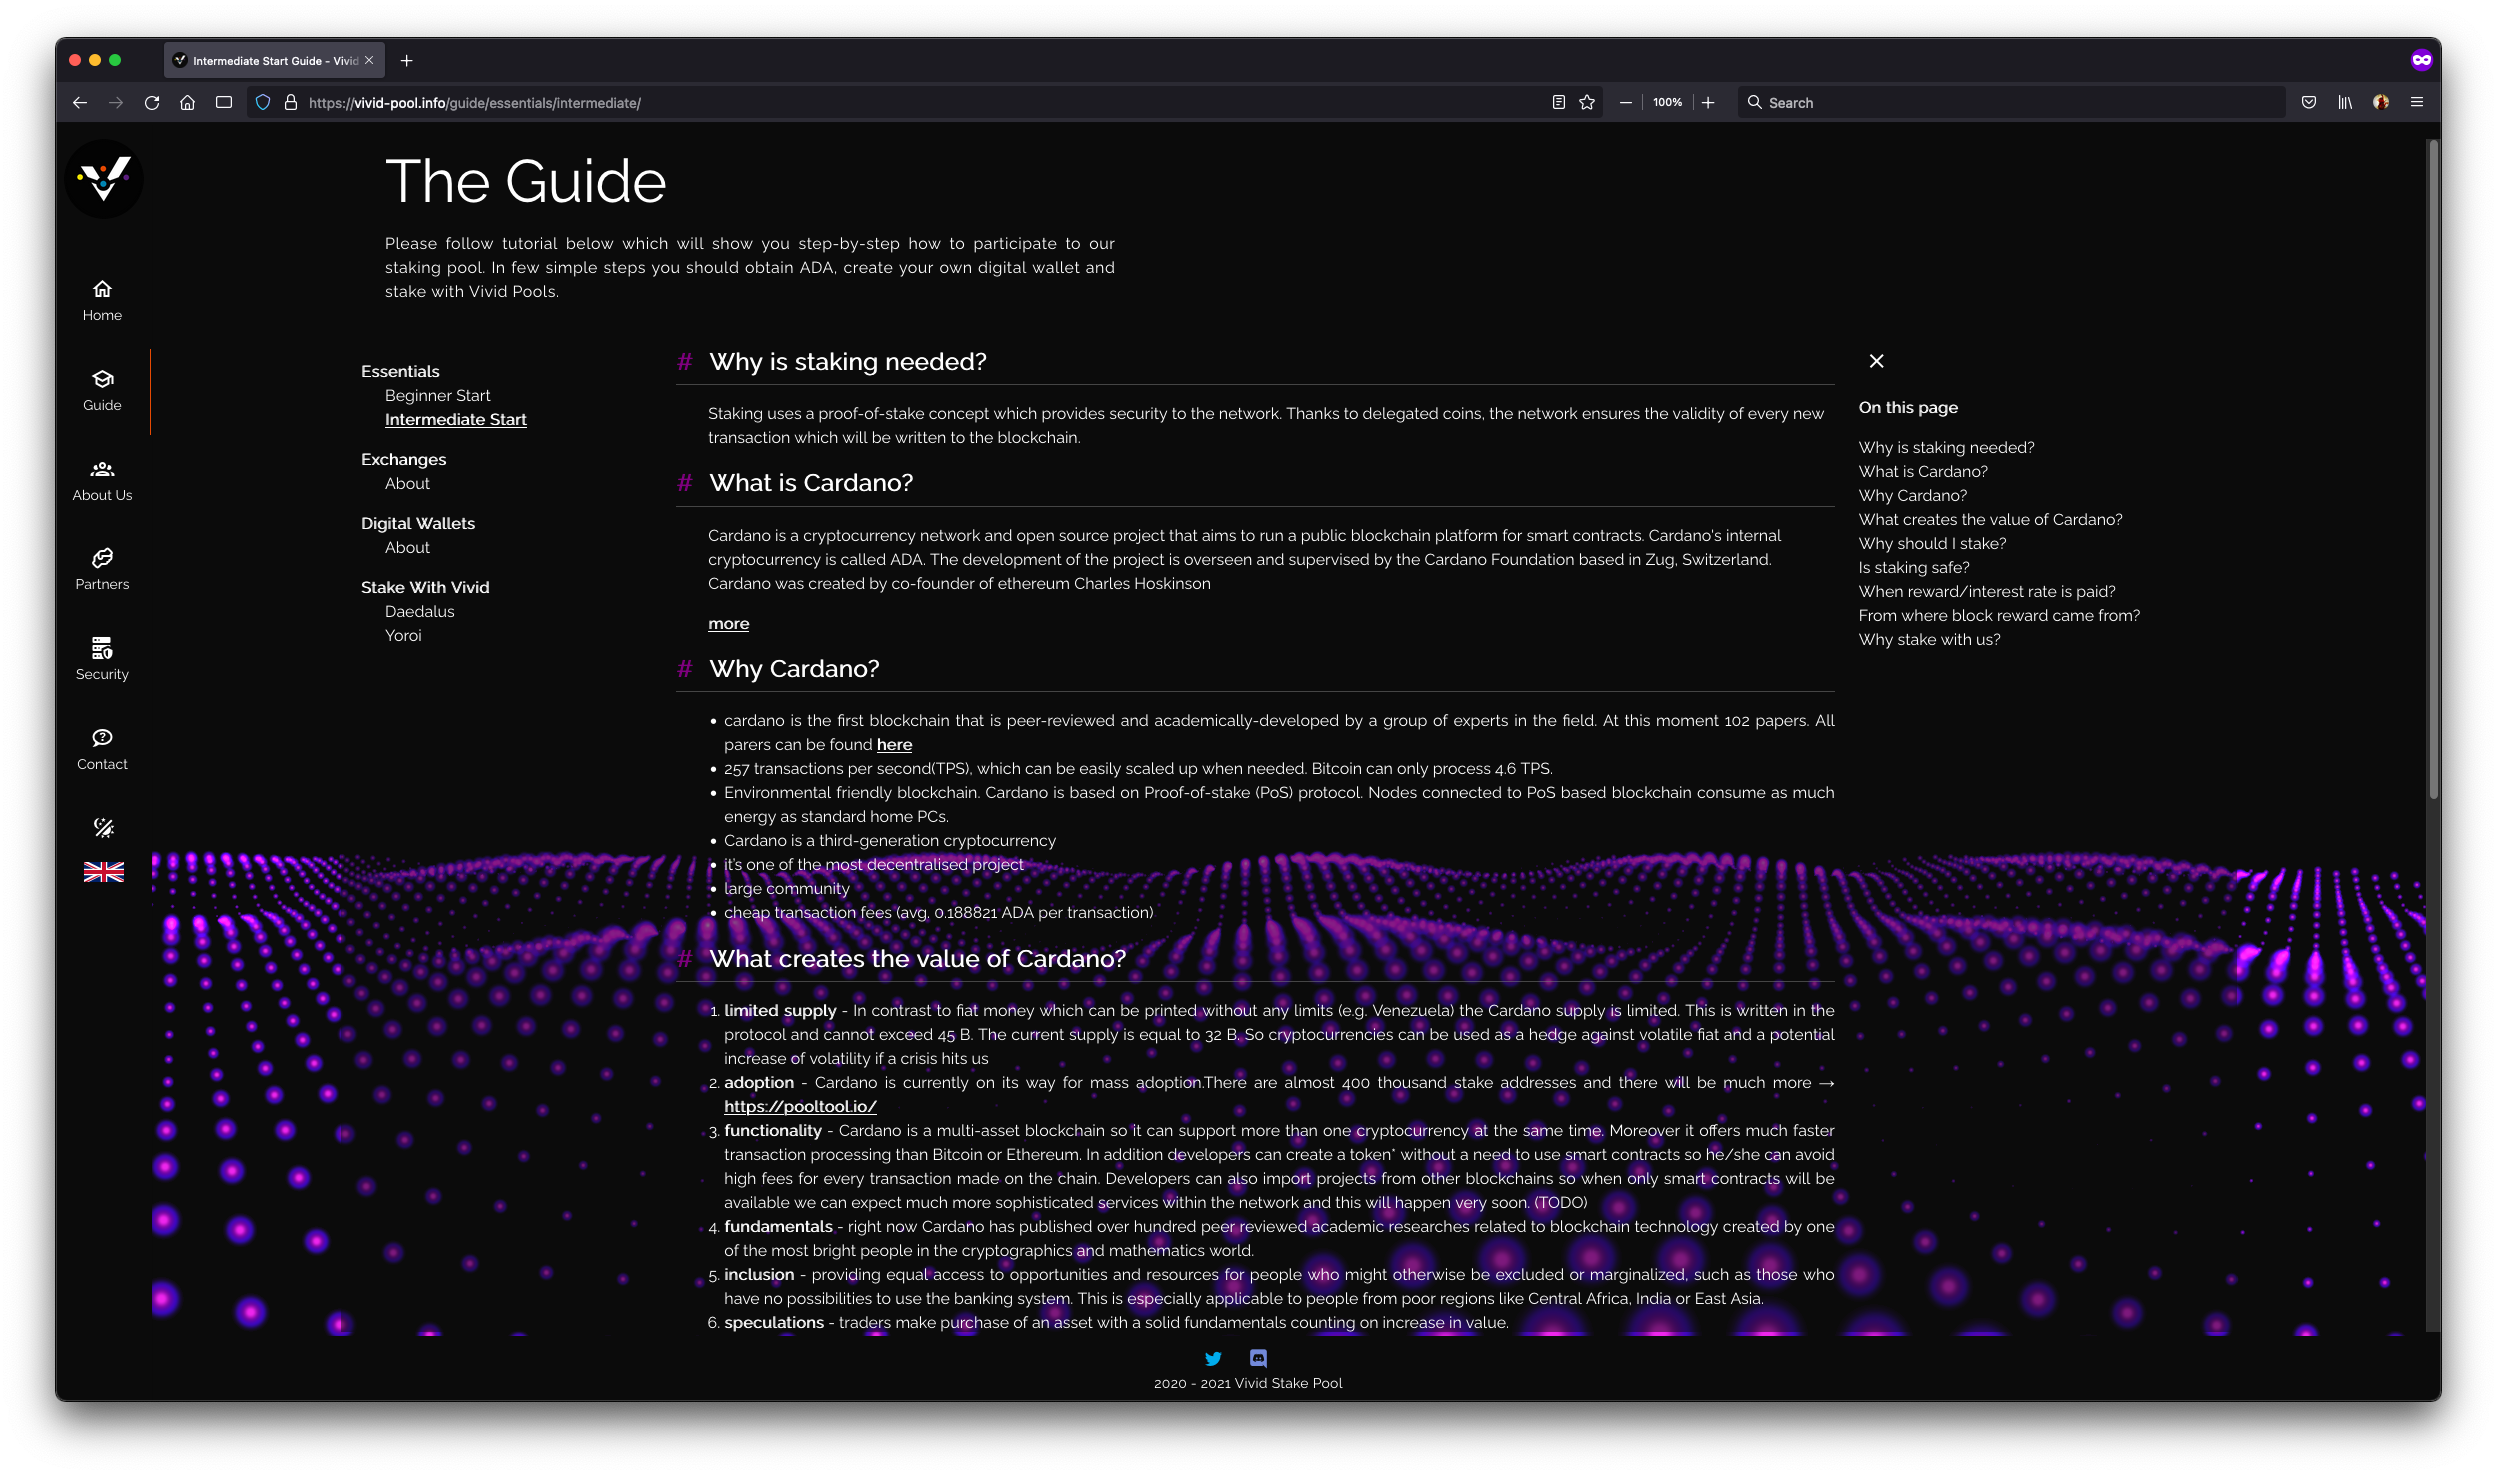 Intermediate Start Guide - Vivid
https://vivid-pool.info/guide/essentials/intermediate/
100%
Search
The Guide
Please follow tutorial below which will show you step-by-step how to participate to our
staking pool. In few simple steps you should obtain ADA, create your own digital wallet and
stake with Vivid Pools.
Home
Guide
About Us
Partners
Security
Contact
Essentials
Beginner Start
Intermediate Start
Exchanges
About
Digital Wallets
About
Stake With Vivid
Daedalus
Yoroi
# Why is staking needed?
Staking uses a proof-of-stake concept which provides security to the network. Thanks to delegated coins, the network ensures the validity of every new
transaction which will be written to the blockchain.
# What is Cardano?
Cardano is a cryptocurrency network and open source project that aims to run a public blockchain platform for smart contracts. Cardano's internal
cryptocurrency is called ADA. The development of the project is overseen and supervised by the Cardano Foundation based in Zug, Switzerland.
Cardano was created by co-founder of ethereum Charles Hoskinson
more
# Why Cardano?
• cardano is the first blockchain that is peer-reviewed and academically-developed by a group of experts in the field. At this moment 102 papers. All
parers can be found here
• 257 transactions per second(TPS), which can be easily scaled up when needed. Bitcoin can only process 4.6 TPS.
• Environmental friendly blockchain. Cardano is based on Proof-of-stake (PoS) protocol. Nodes connected to PoS based blockchain consume as much
energy as standard home PCs.
• Cardano is a third-generation cryptocurrency
• it's one of the most decentralised project
• large community
• cheap transaction fees (avg. 0.188821 ADA per transaction)
# What creates the value of Cardano?
1. limited supply - In contrast to fiat money which can be printed without any limits (e.g. Venezuela) the Cardano supply is limited. This is written in the
protocol and cannot exceed 45 B. The current supply is equal to 32 B. So cryptocurrencies can be used as a hedge against volatile fiat and a potential
increase of volatility if a crisis hits us
2. adoption - Cardano is currently on its way for mass adoption.There are almost 400 thousand stake addresses and there will be much more →
https://pooltool.io/
3. functionality - Cardano is a multi-asset blockchain so it can support more than one cryptocurrency at the same time. Moreover it offers much faster
transaction processing than Bitcoin or Ethereum. In addition developers can create a token* without a need to use smart contracts so he/she can avoid
high fees for every transaction made on the chain. Developers can also import projects from other blockchains so when only smart contracts will be
available we can expect much more sophisticated services within the network and this will happen very soon. (TODO)
4. fundamentals - right now Cardano has published over hundred peer reviewed academic researches related to blockchain technology created by one
of the most bright people in the cryptographics and mathematics world.
5. inclusion - providing equal access to opportunities and resources for people who might otherwise be excluded or marginalized, such as those who
have no possibilities to use the banking system. This is especially applicable to people from poor regions like Central Africa, India or East Asia.
6. speculations - traders make purchase of an asset with a solid fundamentals counting on increase in value.
On this page
Why is staking needed?
What is Cardano?
Why Cardano?
What creates the value of Cardano?
Why should I stake?
Is staking safe?
When reward/interest rate is paid?
From where block reward came from?
Why stake with us?
2020 - 2021 Vivid Stake Pool